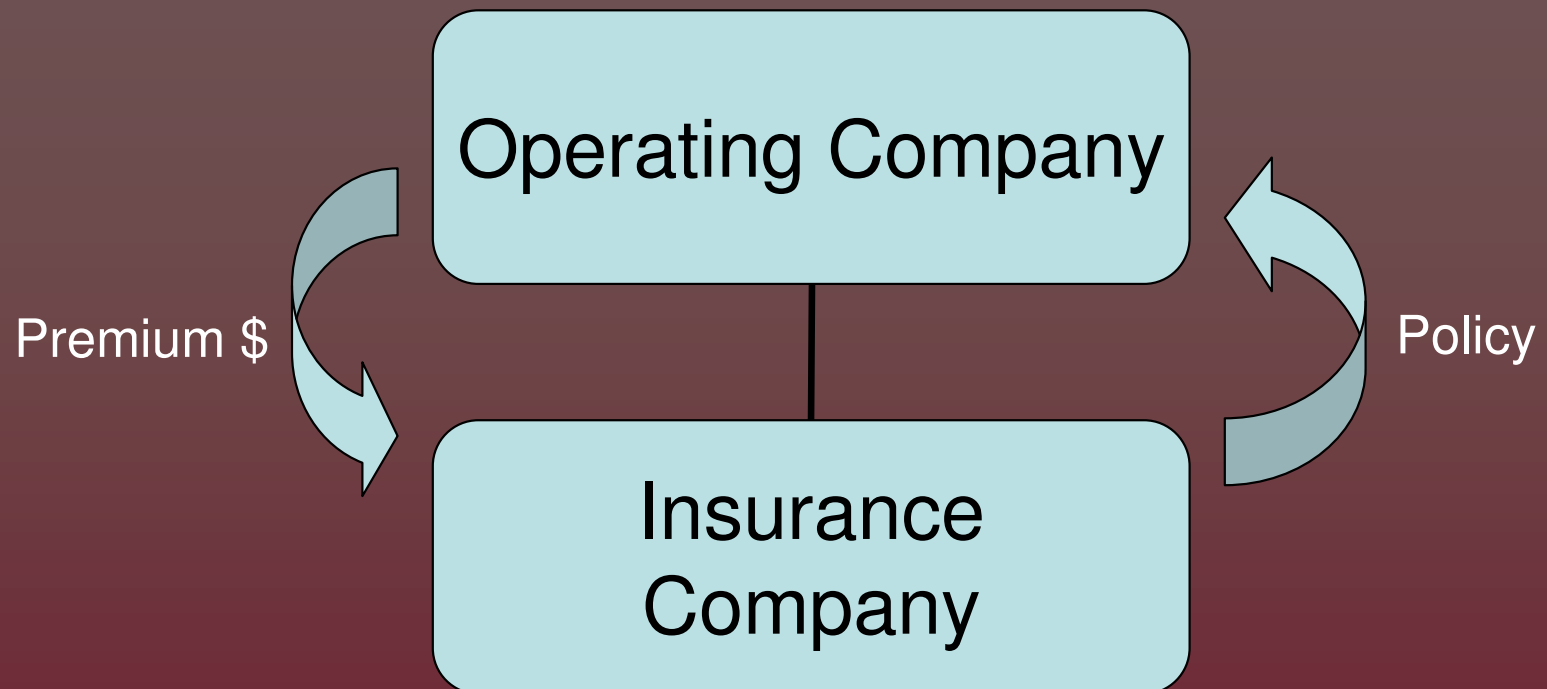 Operating Company
Premium $
Policy
Insurance
Company